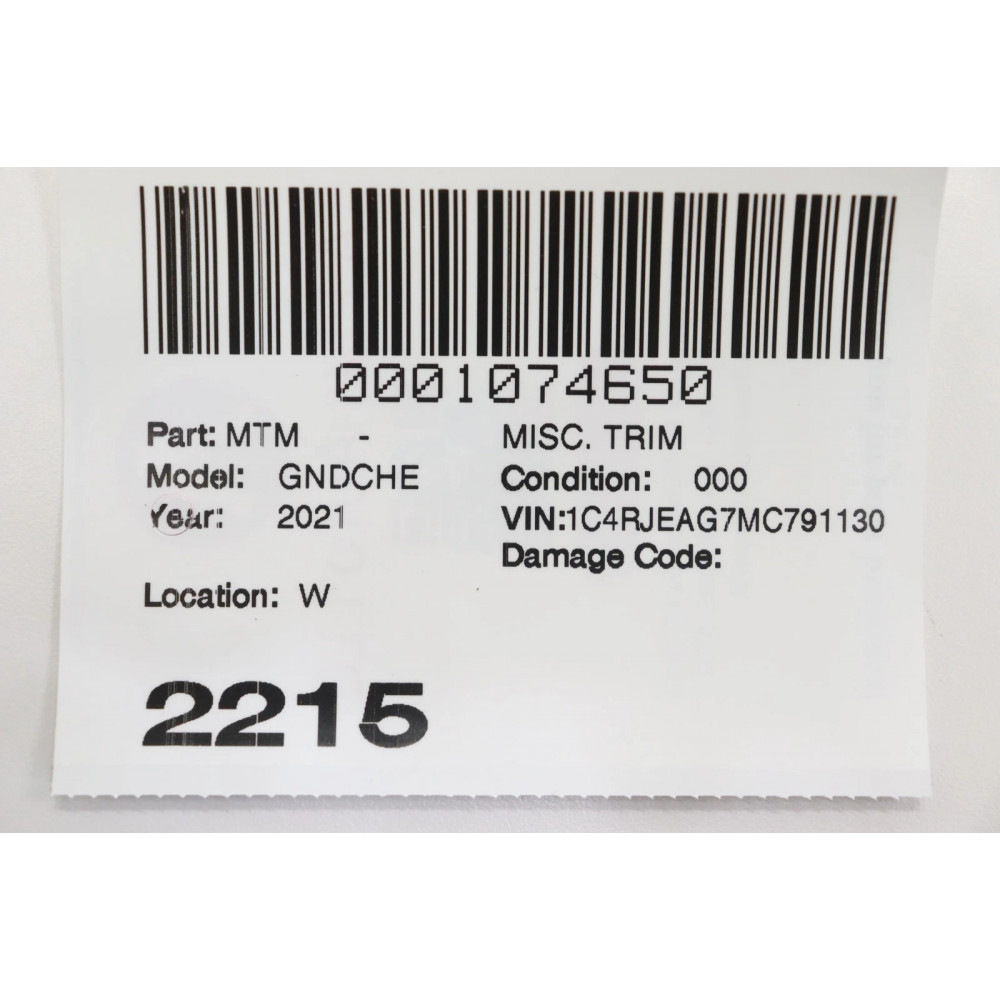 0001074650
Part: MTM - MISC. TRIM
Model: GNDCHE Condition: 000
Year: 2021 VIN:1C4RJEAG7MC791130
Damage Code:
Location: W
2215